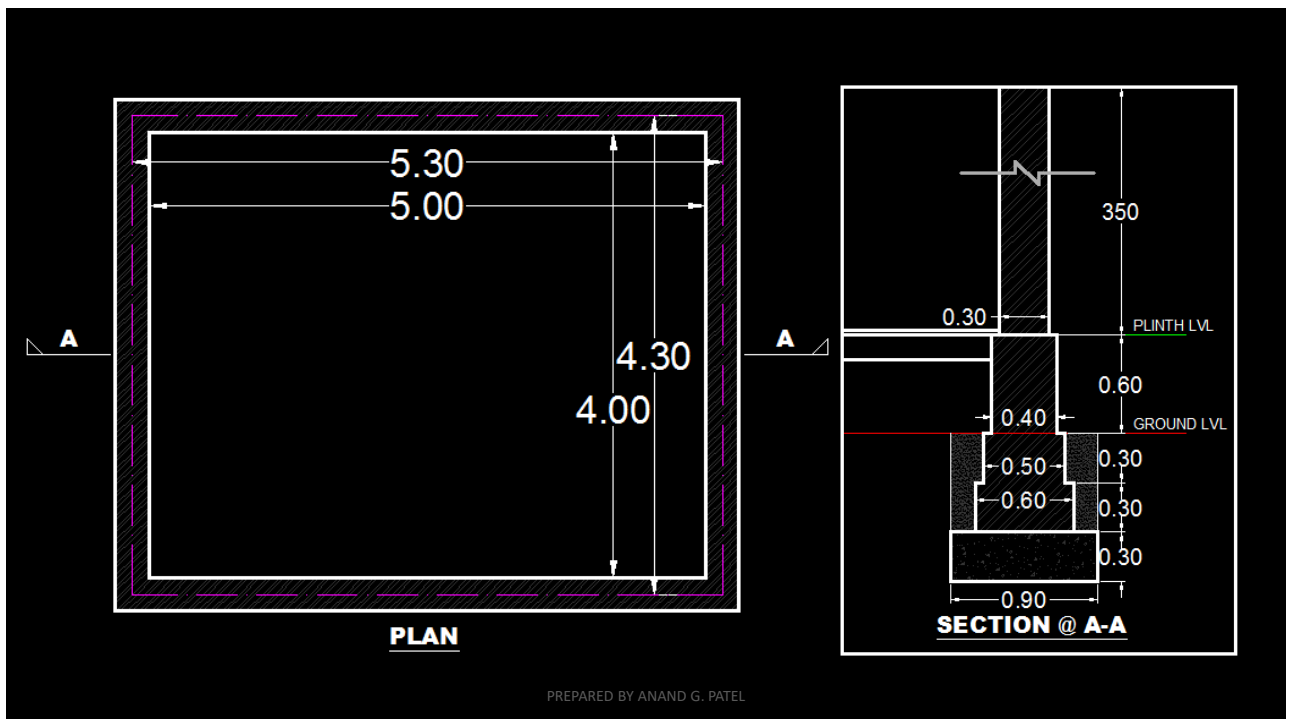 5.30
5.00
4.30
4.00
A
A
PLAN
350
0.30
PLINTH LVL
0.60
0.40
GROUND LVL
0.30
0.50
0.60
0.30
0.30
0.90
SECTION @ A-A
PREPARED BY ANAND G. PATEL